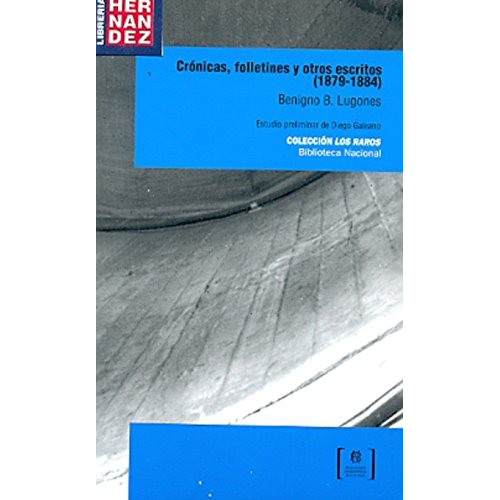 LIBRERIA
HER
NAN
DEZ
Crónicas, folletines y otros escritos
(1879-1884)
Benigno B. Lugones
Estudio preliminar de Diego Galeano
COLECCIÓN LOS RAROS
Biblioteca Nacional